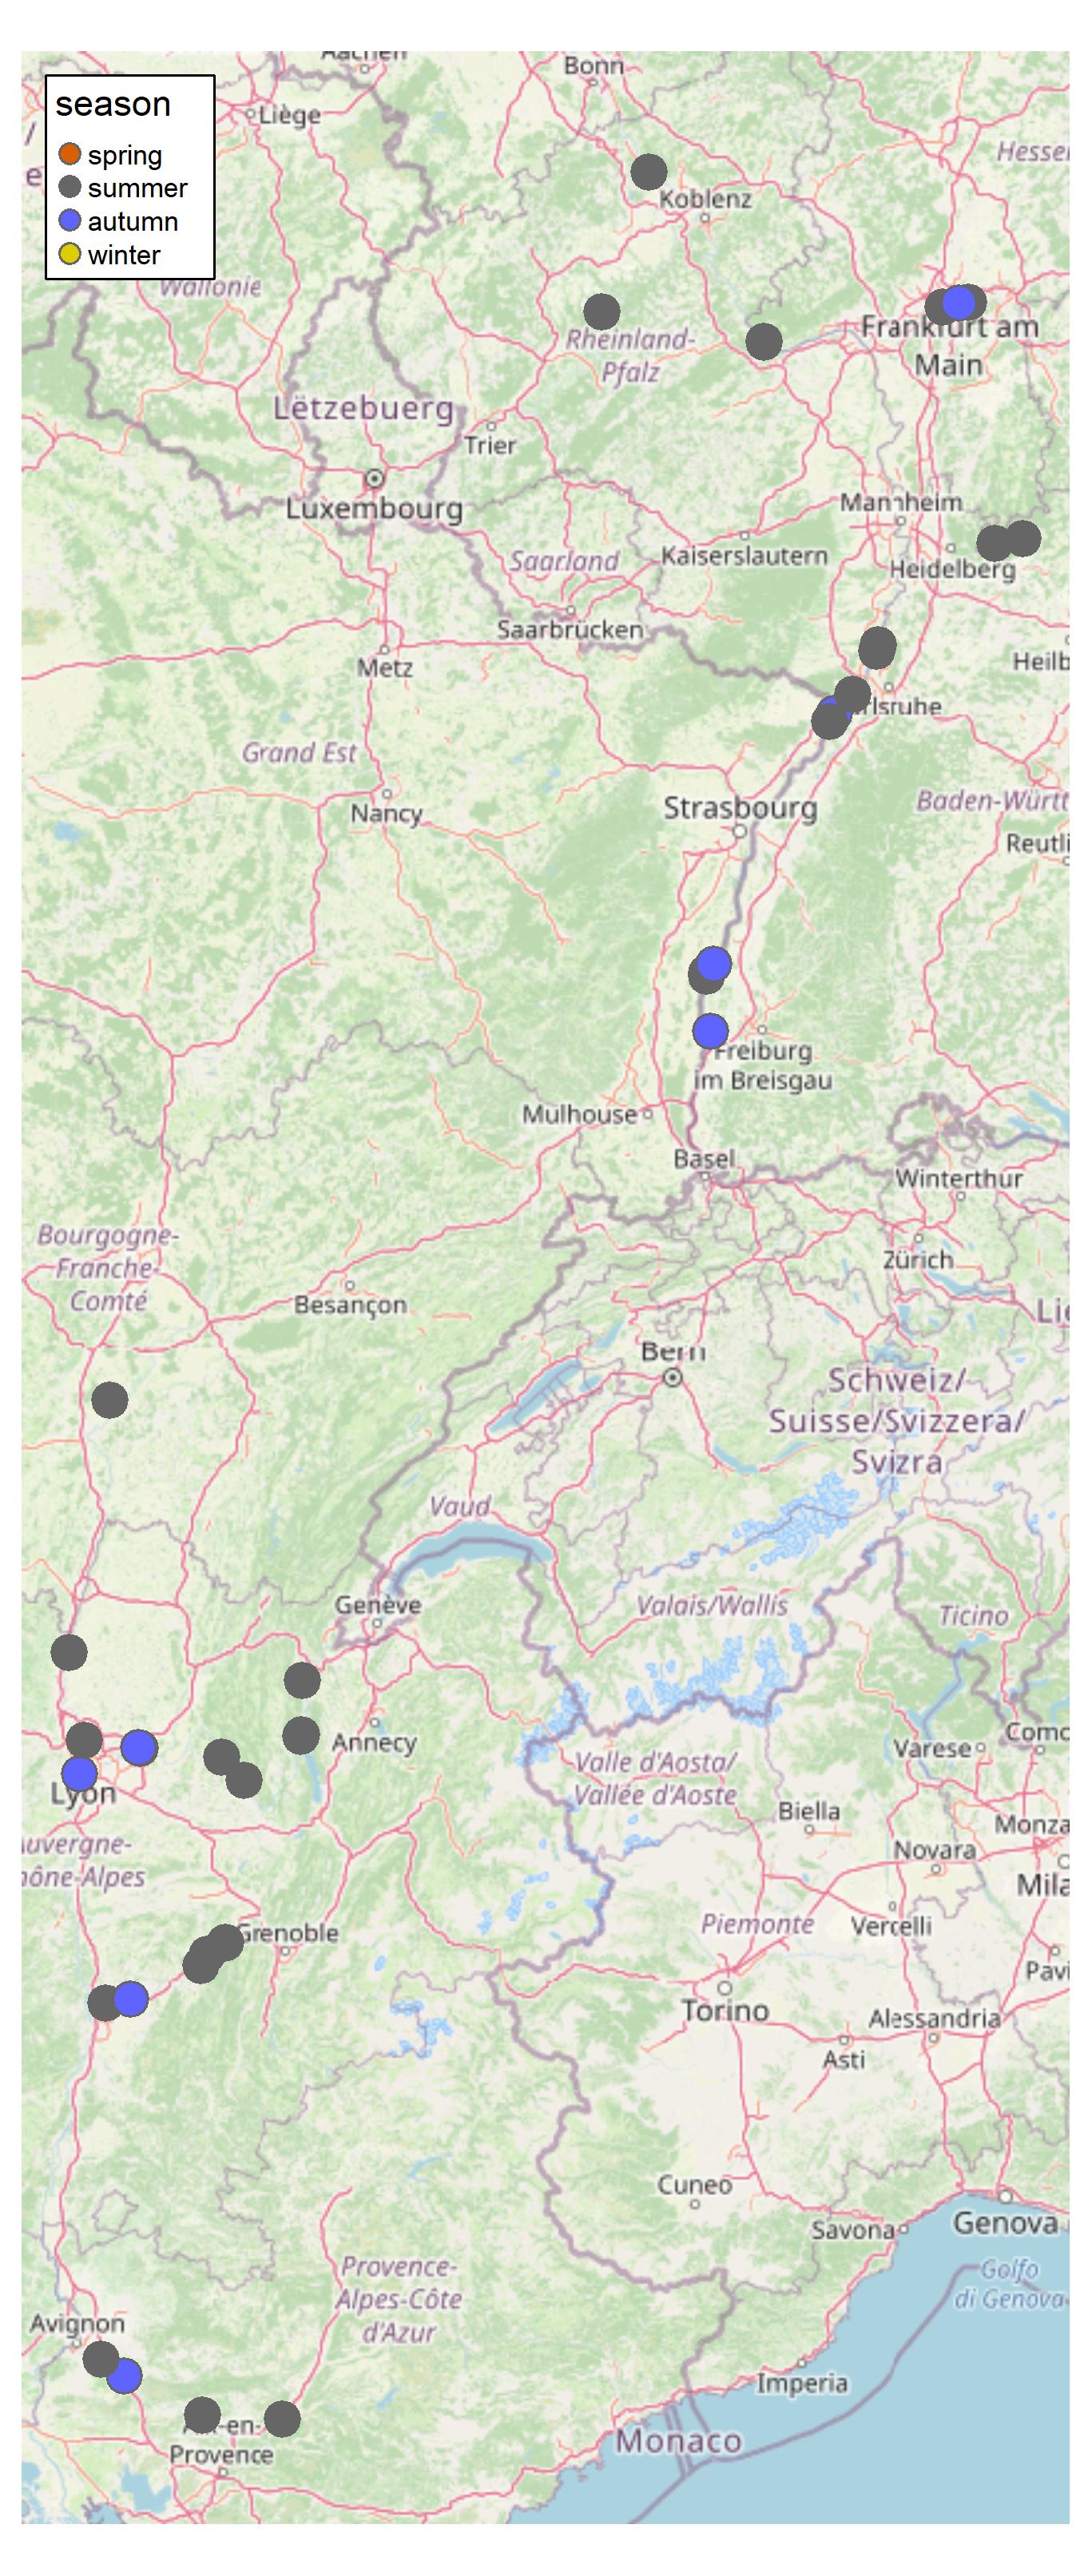 Aachen
Bonn
season
Liège
spring
summer
autumn
winter
Hesse
Koblenz
Wallonie
Frankfurt am
Main
Rheinland-
Pfalz
Lëtzebuerg
Trier
Luxembourg
Mannheim
Kaiserslautern
Saarland
Heidelberg
Saarbrücken
Metz
Heilb
rlsruhe
Grand Est
Nancy
Strasbourg
Baden-Württ
Reutli
Freiburg
im Breisgau
Mulhouse
Basel
Winterthur
Bourgogne-
Franche-
Comté
Zürich
Besançon
Lie
Bern
Schweiz/
Suisse/Svizzera/
Svizra
Vaud
Genève
Valais/Wallis
Ticino
Annecy
Como
Varese
Valle d'Aosta/
Vallée d'Aoste
Lyon
Biella
Monza
Auvergne-
hône-Alpes
Novara
Mila
Grenoble
Piemonte
Vercelli
Pavi
Torino
Alessandria
Asti
Cuneo
Savona
Genova
Provence-
Alpes-Côte
d'Azur
Golfo
di Genova
Avignon
Imperia
-en-
Provence
Monaco